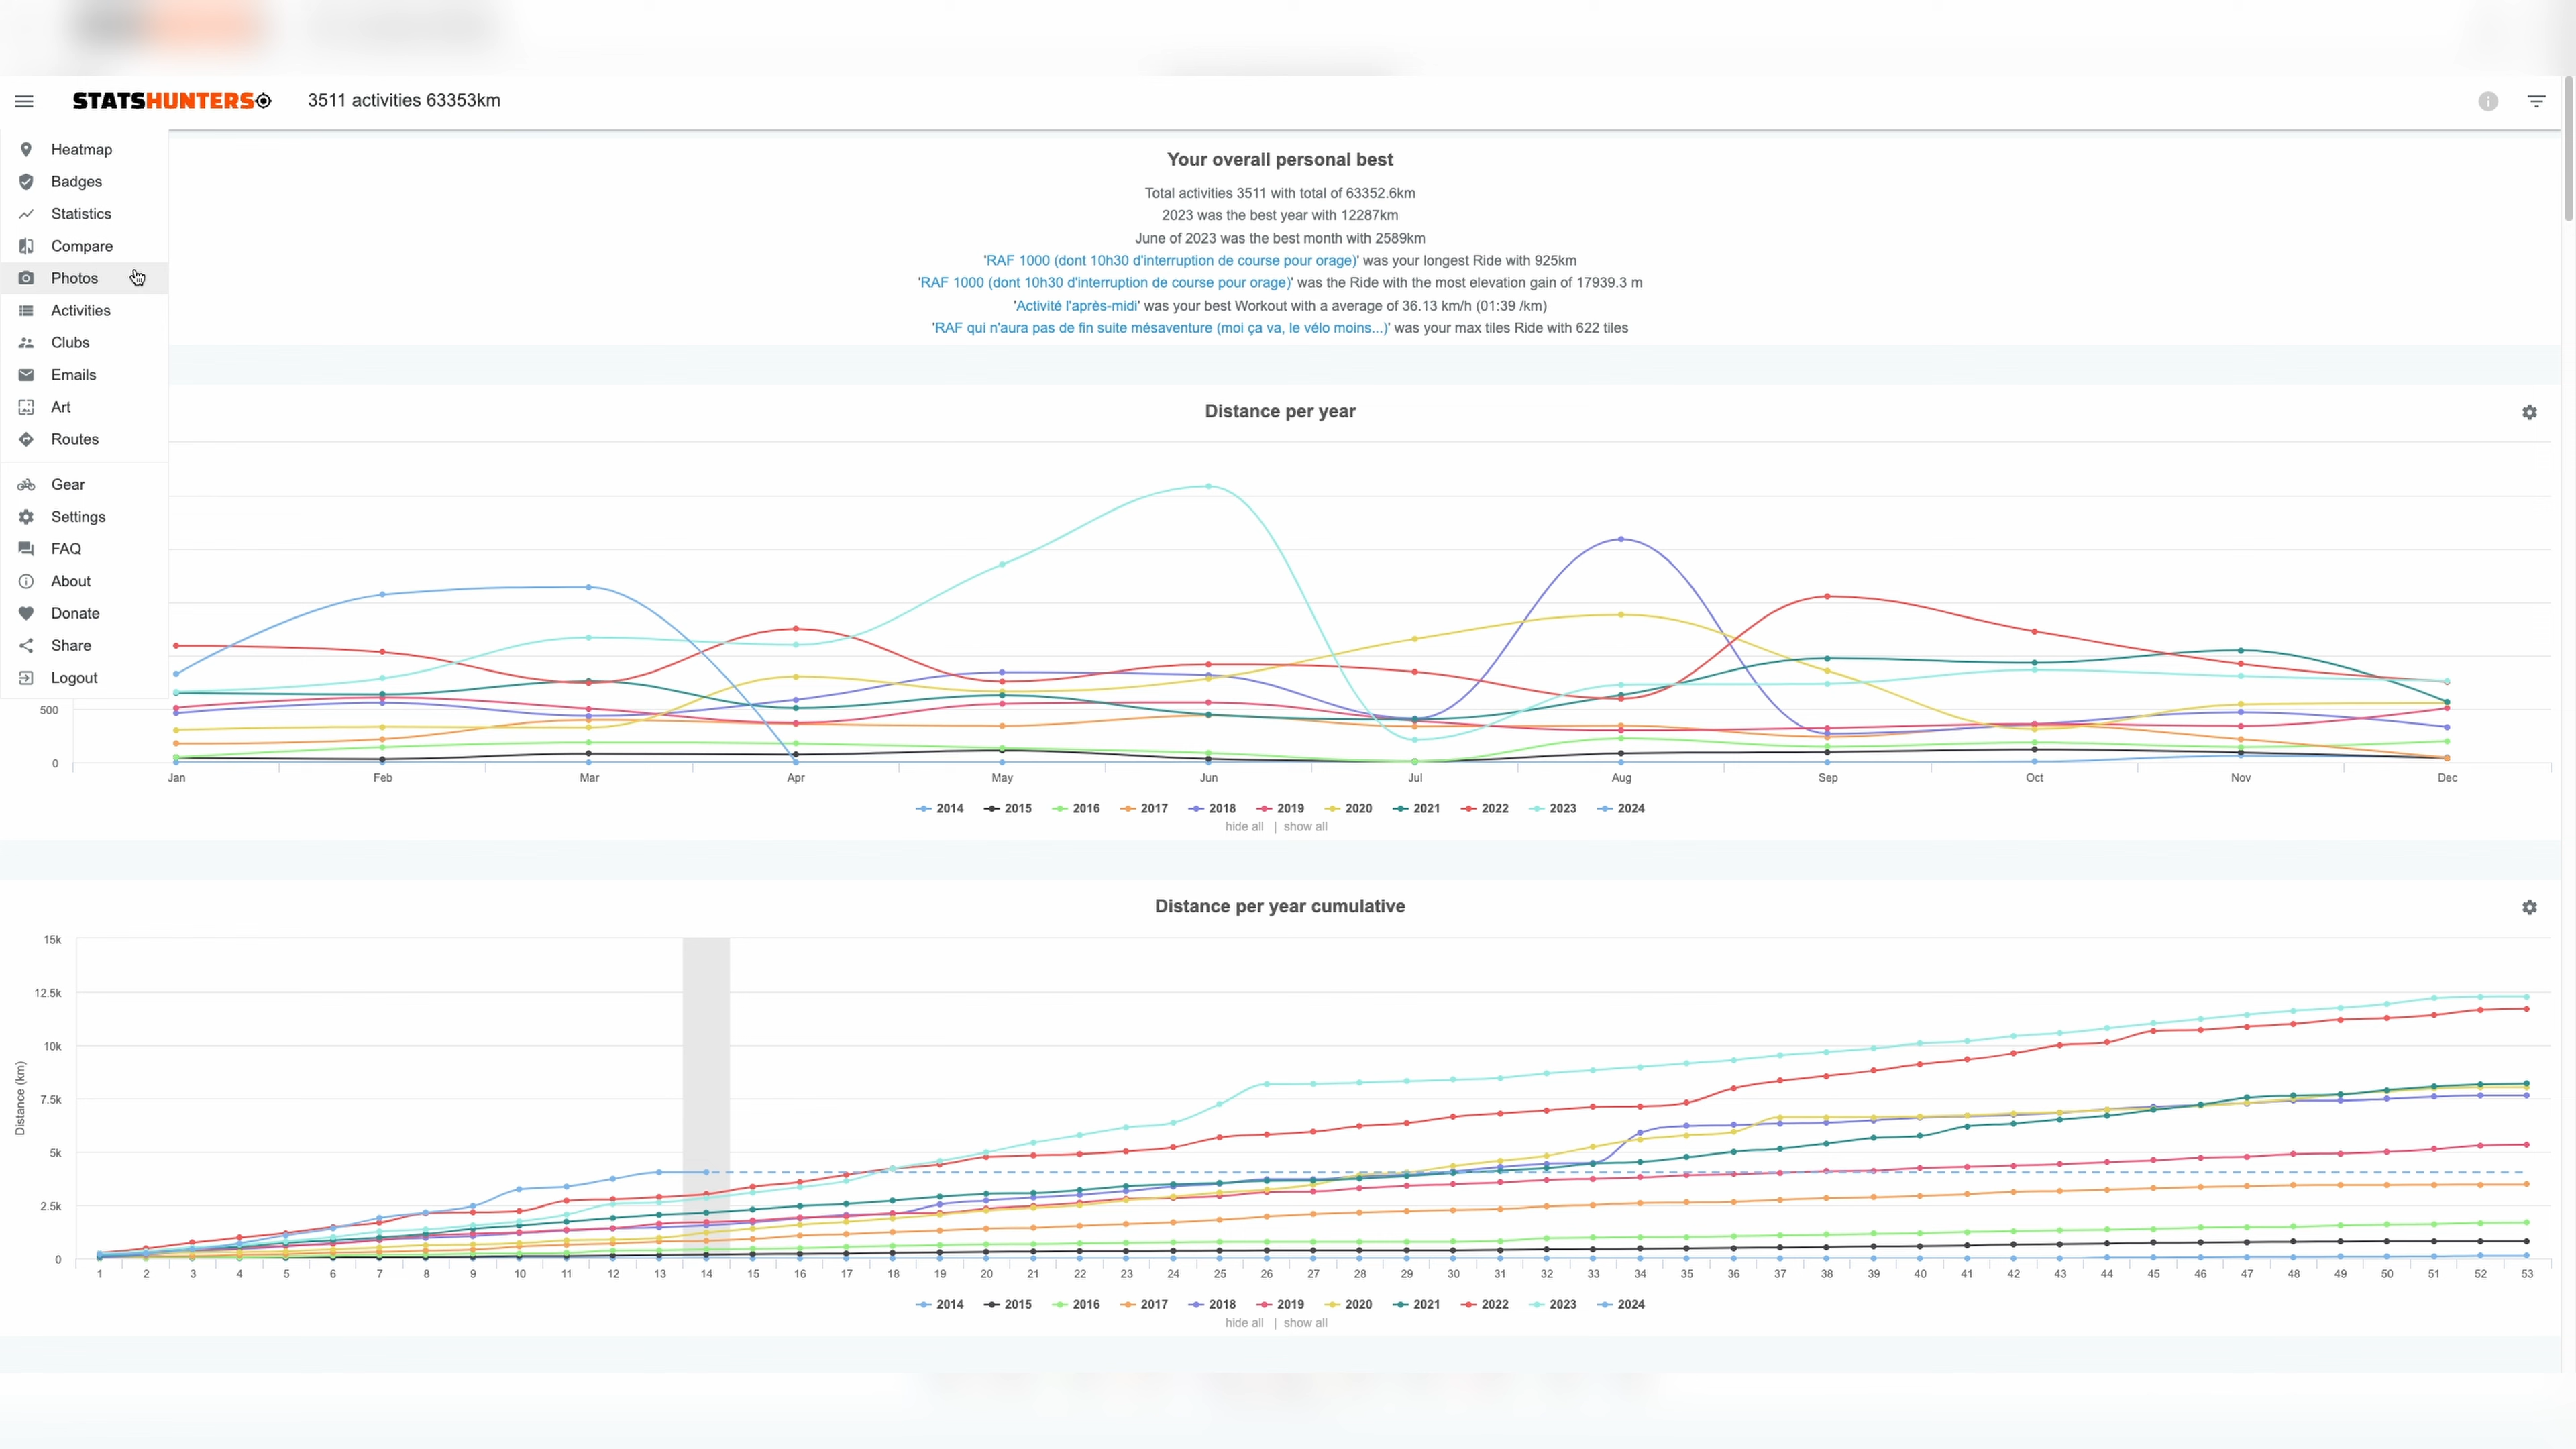 STATSHUNTERS 3511 activities 63353km
Heatmap
Badges
Statistics
Compare
Photos
Activities
Clubs
Emails
Art
Routes
Gear
Settings
FAQ
About
Donate
Share
Logout
Your overall personal best
Total activities 3511 with total of 63352.6km
2023 was the best year with 12287km
June of 2023 was the best month with 2589km
'RAF 1000 (dont 10h30 d'interruption de course pour orage)' was your longest Ride with 925km
'RAF 1000 (dont 10h30 d'interruption de course pour orage)' was the Ride with the most elevation gain of 17939.3 m
'Activité l'après-midi' was your best Workout with a average of 36.13 km/h (01:39 /km)
'RAF qui n'aura pas de fin suite mésaventure (moi ça va, le vélo moins...)' was your max tiles Ride with 622 tiles
Distance per year
500
0
Jan Feb Mar Apr May Jun Jul Aug Sep Oct Nov Dec
2014 2015 2016 2017 2018 2019 2020 2021 2022 2023 2024
hide all | show all
Distance per year cumulative
Distance (km)
15k
12.5k
10k
7.5k
5k
2.5k
0
1 2 3 4 5 6 7 8 9 10 11 12 13 14 15 16 17 18 19 20 21 22 23 24 25 26 27 28 29 30 31 32 33 34 35 36 37 38 39 40 41 42 43 44 45 46 47 48 49 50 51 52 53
2014 2015 2016 2017 2018 2019 2020 2021 2022 2023 2024
hide all | show all